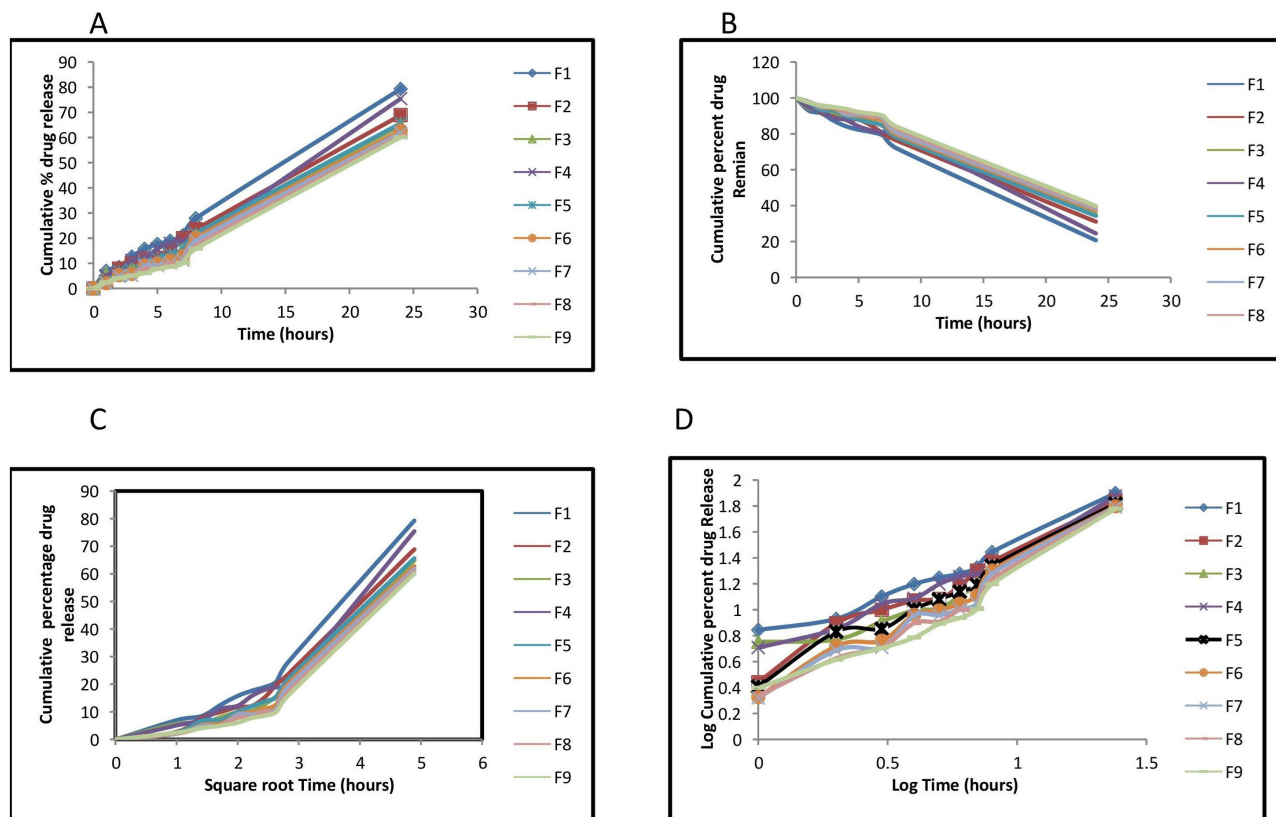 A
Cumulative % drug release
90
80
70
60
50
40
30
20
10
0
0 5 10 15 20 25 30
Time (hours)
F1
F2
F3
F4
F5
F6
F7
F8
F9
B
Cumulative percent drug
Remian
120
100
80
60
40
20
0
0 5 10 15 20 25 30
Time (hours)
F1
F2
F3
F4
F5
F6
F7
F8
C
Cumulative percentage drug
release
90
80
70
60
50
40
30
20
10
0
0 1 2 3 4 5 6
Square root Time (hours)
F1
F2
F3
F4
F5
F6
F7
F8
F9
D
Log Cumulative percent drug Release
2
1.8
1.6
1.4
1.2
1
0.8
0.6
0.4
0.2
0
0 0.5 1 1.5
Log Time (hours)
F1
F2
F3
F4
F5
F6
F7
F8
F9